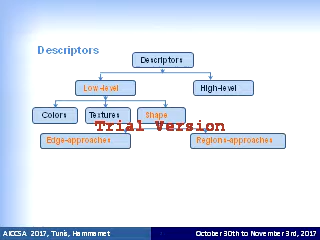 Descriptors
Descriptors
Low-level
High-level
Colors
Textures
Shape
Trial Version
Edge-approaches
Regions-approaches
AICCSA 2017, Tunis, Hammamet
October 30th to November 3rd, 2017